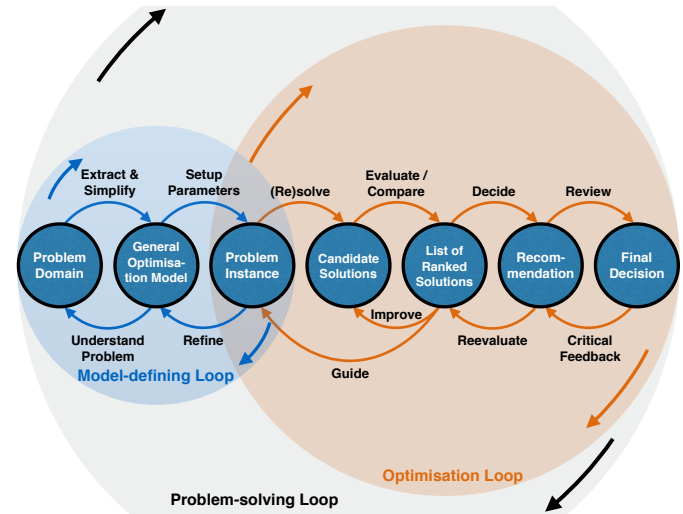 Extract &
Simplify
Setup
Parameters
(Re)solve
Evaluate /
Compare
Decide
Review
Problem
Domain
General
Optimisa-
tion Model
Problem
Instance
Candidate
Solutions
List of
Ranked
Solutions
Recom-
mendation
Final
Decision
Understand
Problem
Refine
Improve
Guide
Reevaluate
Critical
Feedback
Model-defining Loop
Optimisation Loop
Problem-solving Loop